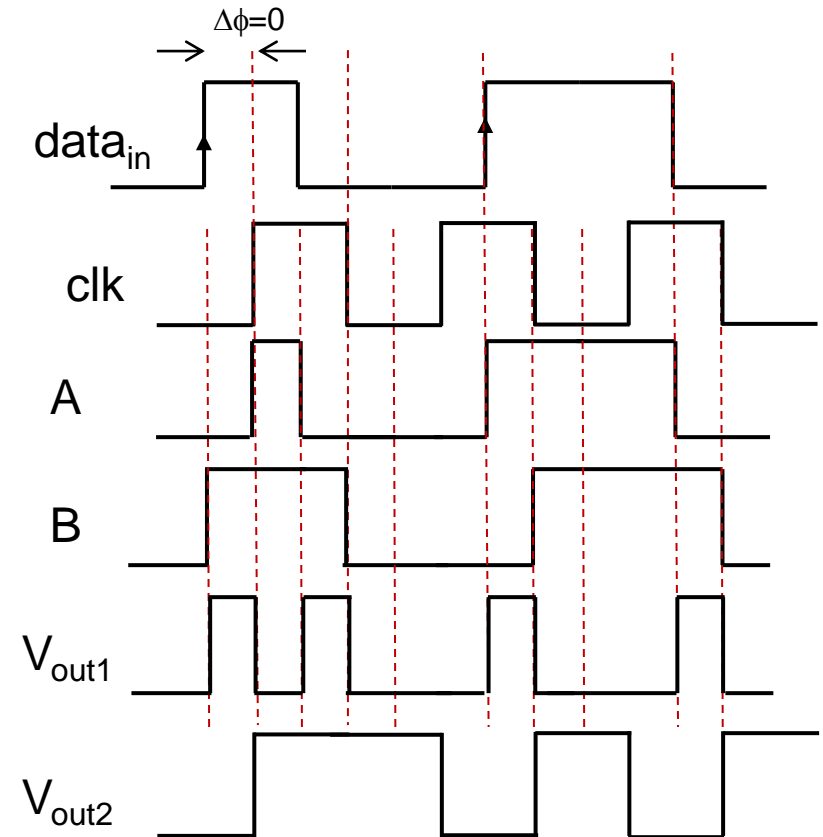 Δϕ=0
data_in
clk
A
B
V_out1
V_out2